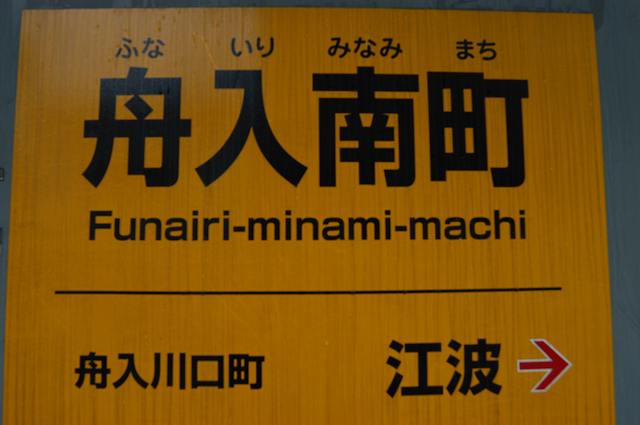 ふな いり みなみ まち
舟入南町
Funairi-minami-machi
舟入川口町 江波 →